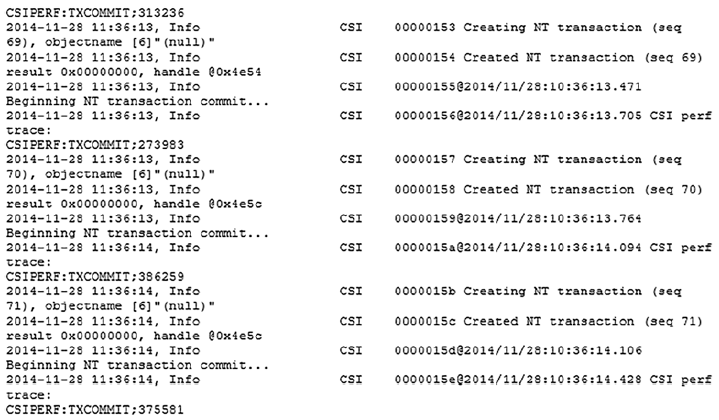 CSIPERF:TXCOMMIT;313236
2014-11-28 11:36:13, Info CSI 00000153 Creating NT transaction (seq
69), objectname [6]"(null)"
2014-11-28 11:36:13, Info CSI 00000154 Created NT transaction (seq 69)
result 0x00000000, handle @0x4e54
2014-11-28 11:36:13, Info CSI 00000155@2014/11/28:10:36:13.471
Beginning NT transaction commit...
2014-11-28 11:36:13, Info CSI 00000156@2014/11/28:10:36:13.705 CSI perf
trace:
CSIPERF:TXCOMMIT;273983
2014-11-28 11:36:13, Info CSI 00000157 Creating NT transaction (seq
70), objectname [6]"(null)"
2014-11-28 11:36:13, Info CSI 00000158 Created NT transaction (seq 70)
result 0x00000000, handle @0x4e5c
2014-11-28 11:36:13, Info CSI 00000159@2014/11/28:10:36:13.764
Beginning NT transaction commit...
2014-11-28 11:36:14, Info CSI 0000015a@2014/11/28:10:36:14.094 CSI perf
trace:
CSIPERF:TXCOMMIT;386259
2014-11-28 11:36:14, Info CSI 0000015b Creating NT transaction (seq
71), objectname [6]"(null)"
2014-11-28 11:36:14, Info CSI 0000015c Created NT transaction (seq 71)
result 0x00000000, handle @0x4e5c
2014-11-28 11:36:14, Info CSI 0000015d@2014/11/28:10:36:14.106
Beginning NT transaction commit...
2014-11-28 11:36:14, Info CSI 0000015e@2014/11/28:10:36:14.428 CSI perf
trace:
CSIPERF:TXCOMMIT;375581